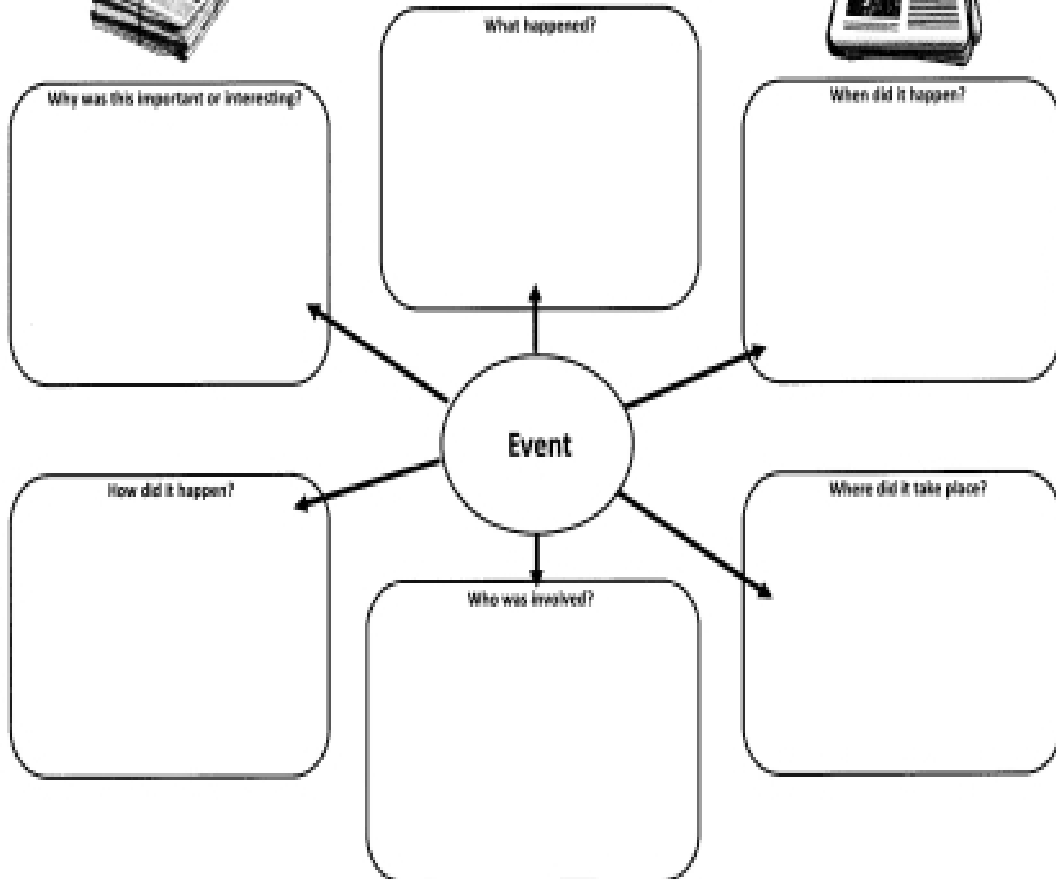 What happened?
Why was this important or interesting?
When did it happen?
Event
How did it happen?
Where did it take place?
Who was involved?